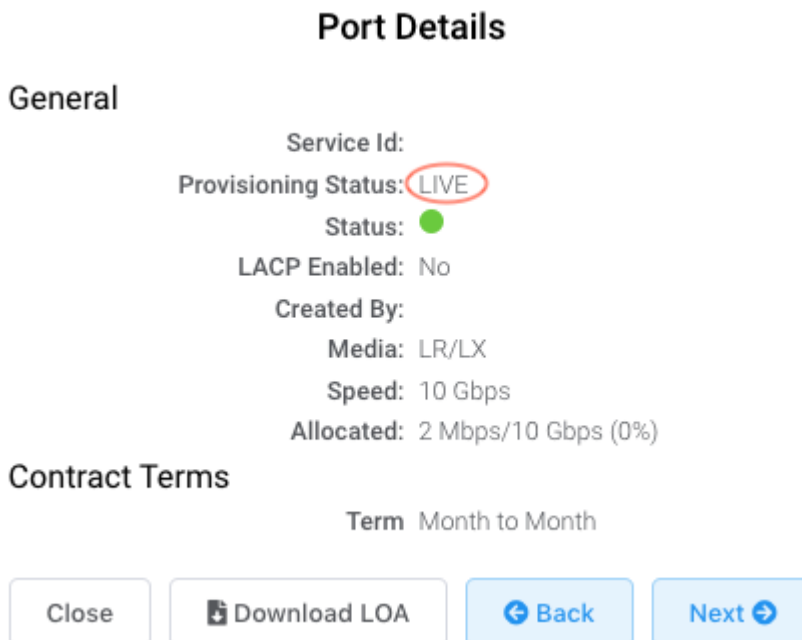 Port Details
General
Service Id:
Provisioning Status: LIVE
Status:
LACP Enabled: No
Created By:
Media: LR/LX
Speed: 10 Gbps
Allocated: 2 Mbps/10 Gbps (0%)
Contract Terms
Term Month to Month
Close Download LOA Back Next